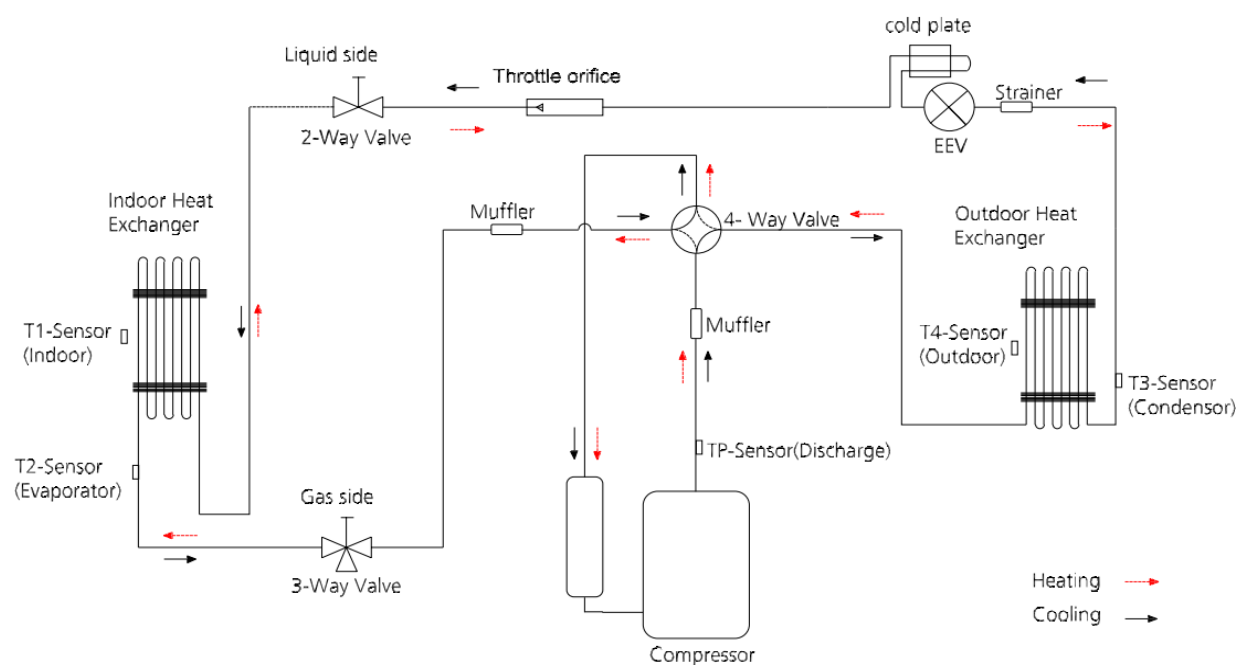 cold plate
Liquid side
Throttle orifice
Strainer
2-Way Valve
EEV
Indoor Heat
Exchanger
Muffler
4- Way Valve
Outdoor Heat
Exchanger
T1-Sensor
(Indoor)
Muffler
T4-Sensor
(Outdoor)
T3-Sensor
(Condensor)
T2-Sensor
(Evaporator)
TP-Sensor(Discharge)
Gas side
3-Way Valve
Heating
Cooling
Compressor